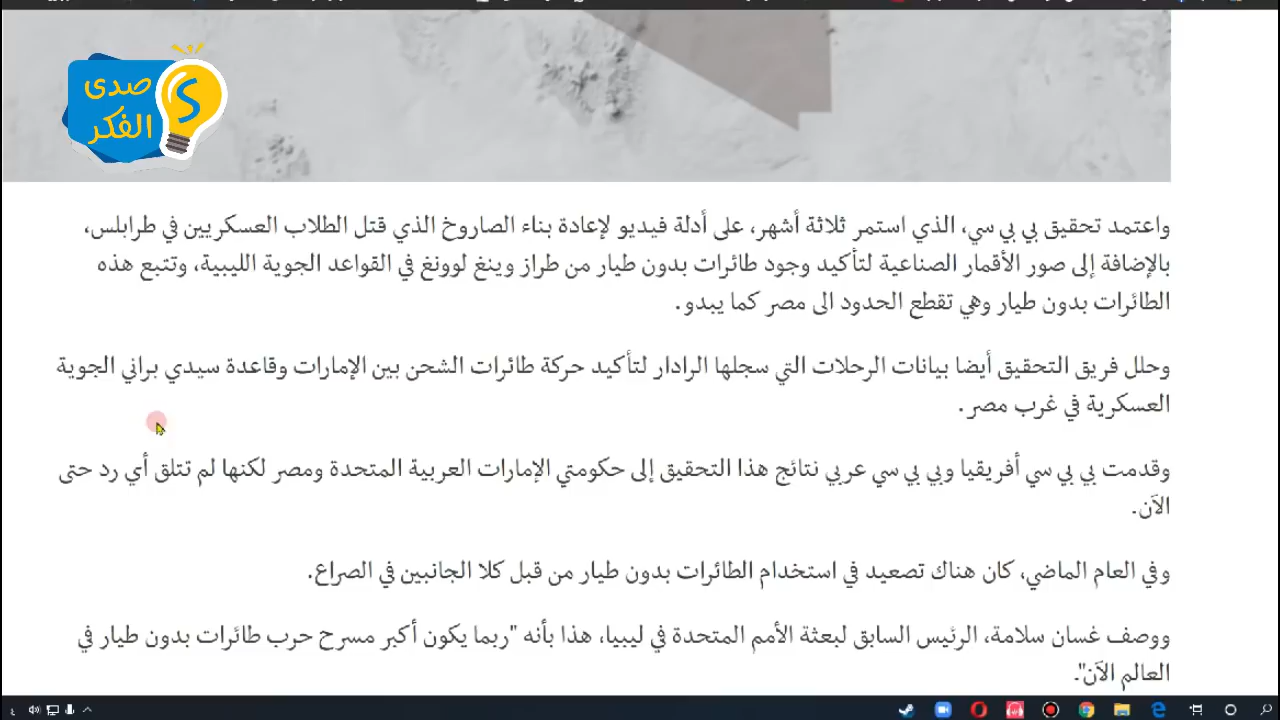 صدى
الفكر
واعتمد تحقيق بي بي سي، الذي استمر ثلاثة أشهر، على أدلة فيديو لإعادة بناء الصاروخ الذي قتل الطلاب العسكريين في طرابلس،
بالإضافة إلى صور الأقمار الصناعية لتأكيد وجود طائرات بدون طيار من طراز وينغ لوونغ في القواعد الجوية الليبية، وتتبع هذه
الطائرات بدون طيار وهي تقطع الحدود الى مصر كما يبدو.
وحلل فريق التحقيق أيضا بيانات الرحلات التي سجلها الرادار لتأكيد حركة طائرات الشحن بين الإمارات وقاعدة سيدي براني الجوية
العسكرية في غرب مصر.
وقدمت بي بي سي أفريقيا وبي بي سي عربي نتائج هذا التحقيق إلى حكومتي الإمارات العربية المتحدة ومصر لكنها لم تتلق أي رد حتى
الآن.
وفي العام الماضي، كان هناك تصعيد في استخدام الطائرات بدون طيار من قبل كلا الجانبين في الصراع.
ووصف غسان سلامة، الرئيس السابق لبعثة الأمم المتحدة في ليبيا، هذا بأنه "ربما يكون أكبر مسرح حرب طائرات بدون طيار في
العالم الآن".